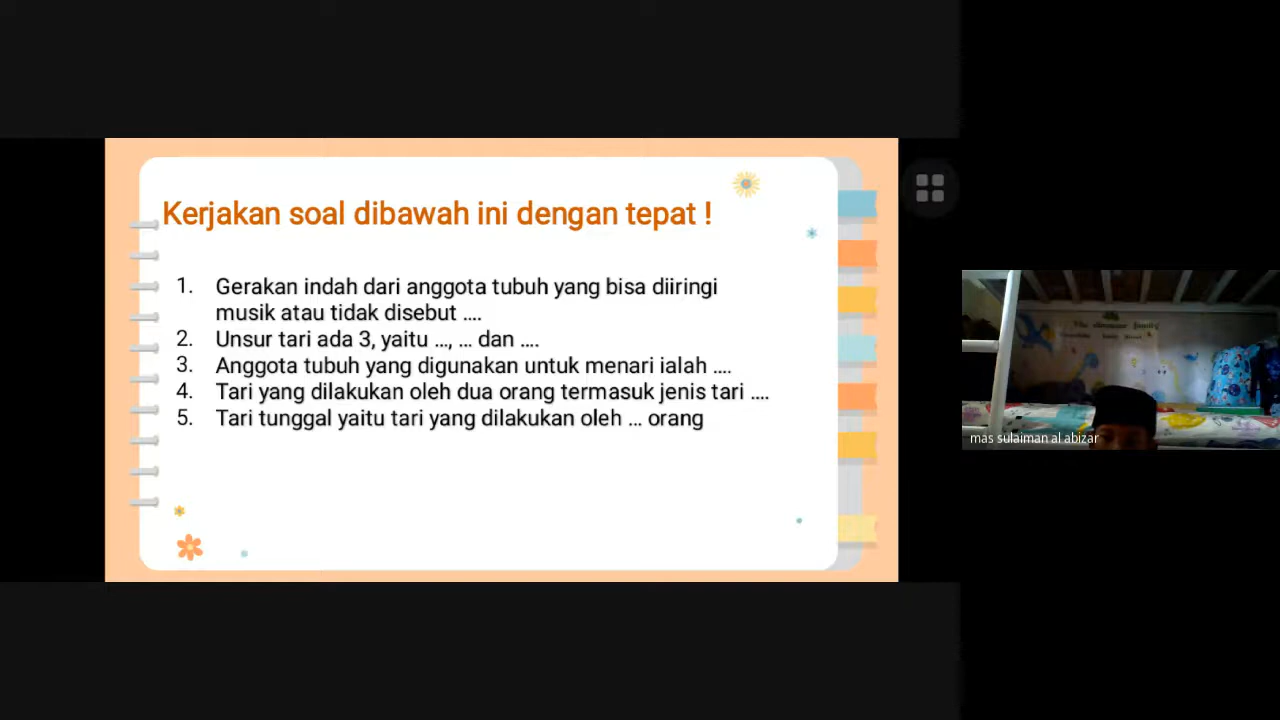 Kerjakan soal dibawah ini dengan tepat !
1. Gerakan indah dari anggota tubuh yang bisa diiringi
musik atau tidak disebut ....
2. Unsur tari ada 3, yaitu ..., ... dan ....
3. Anggota tubuh yang digunakan untuk menari ialah ....
4. Tari yang dilakukan oleh dua orang termasuk jenis tari ....
5. Tari tunggal yaitu tari yang dilakukan oleh ... orang
mas sulaiman al abizar